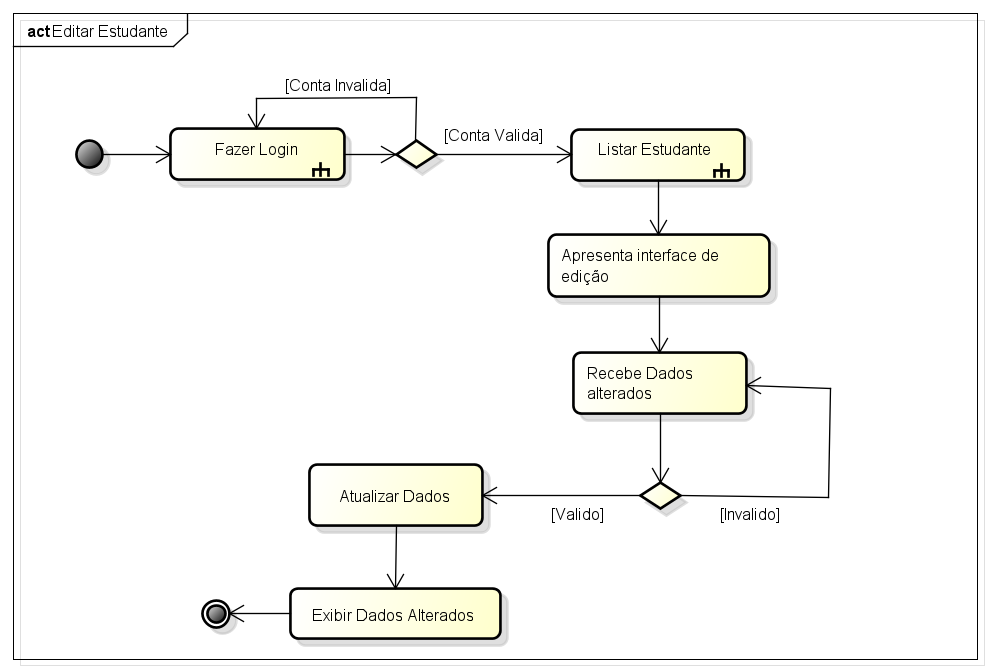 act Editar Estudante
[Conta Invalida]
[Conta Valida]
Fazer Login
Listar Estudante
Apresenta interface de
edição
Recebe Dados
alterados
Atualizar Dados
[Valido]
[Invalido]
Exibir Dados Alterados